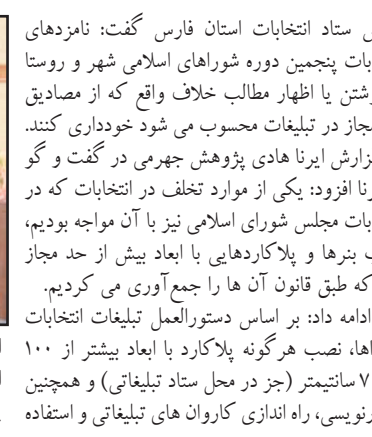 س ستاد انتخابات استان فارس گفت: نامزدهای
بات پنجمین دوره شوراهای اسلامی شهر و روستا
وشتن یا اظهار مطالب خلاف واقع که از مصادیق
مجاز در تبلیغات محسوب می شود خودداری کنند.
گزارش ایرنا هادی پژوهش جهرمی در گفت و گو
رنا افزود: یکی از موارد تخلف در انتخابات که در
بات مجلس شورای اسلامی نیز با آن مواجه بودیم،
ب بنرها و پلاکاردهایی با ابعاد بیش از حد مجاز
که طبق قانون آن ها را جمع آوری می کردیم.
ادامه داد: بر اساس دستورالعمل تبلیغات انتخابات
راها، نصب هرگونه پلاکارد با ابعاد بیشتر از ۱۰۰
۷ سانتیمتر (جز در محل ستاد تبلیغاتی) و همچنین
رنویسی، راه اندازی کاروان های تبلیغاتی و استفاده